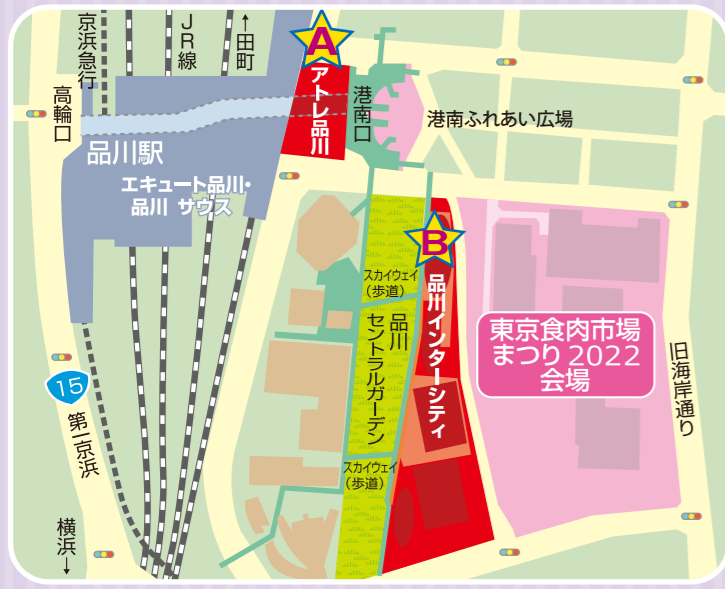 京浜急行
JR線
↑田町
A
アトレ品川
高輪口
港南口
港南ふれあい広場
品川駅
エキュート品川・
品川 サウス
B
スカイウェイ
(歩道)
品川インターシティ
品川
セントラルガーデン
東京食肉市場
まつり2022
会場
旧海岸通り
15
第一京浜
スカイウェイ
(歩道)
横浜→